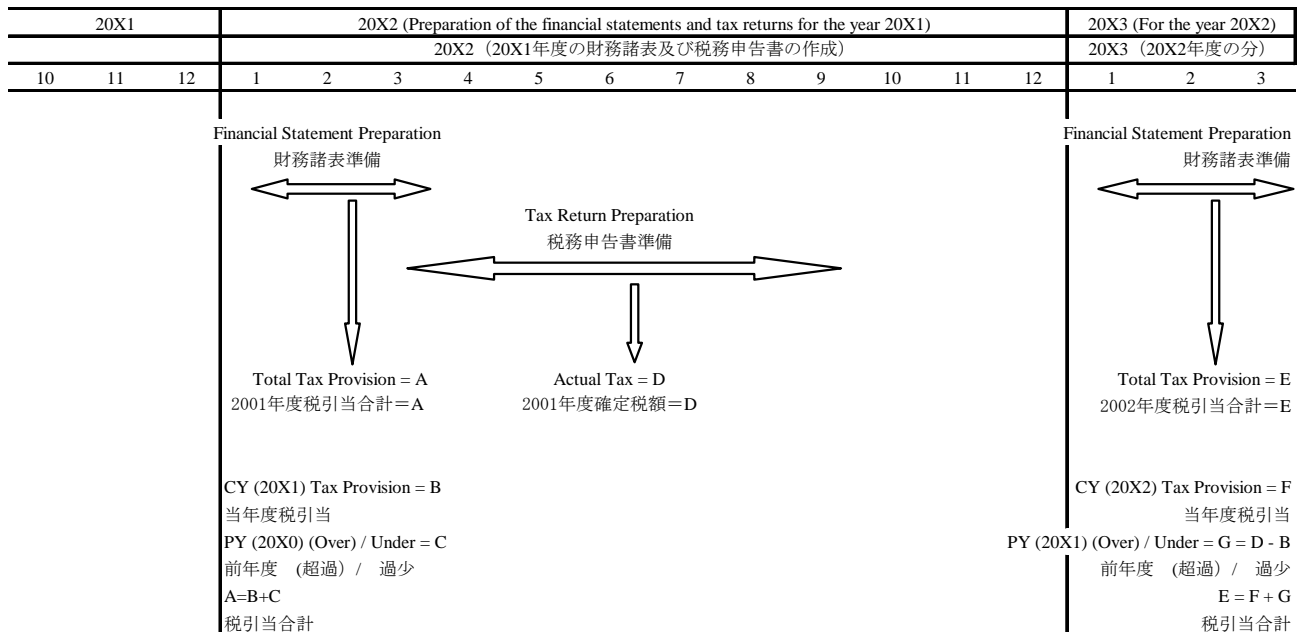 20X1 20X2 (Preparation of the financial statements and tax returns for the year 20X1) 20X3 (For the year 20X2)
20X2（20X1年度の財務諸表及び税務申告書の作成） 20X3（20X2年度の分）
10 11 12 1 2 3 4 5 6 7 8 9 10 11 12 1 2 3
Financial Statement Preparation Financial Statement Preparation
財務諸表準備 財務諸表準備
Tax Return Preparation
税務申告書準備
Total Tax Provision = A Actual Tax = D Total Tax Provision = E
2001年度税引当合計＝A 2001年度確定税額＝D 2002年度税引当合計＝E
CY (20X1) Tax Provision = B CY (20X2) Tax Provision = F
当年度税引当 当年度税引当
PY (20X0) (Over) / Under = C PY (20X1) (Over) / Under = G = D - B
前年度　(超過）/　過少 前年度　(超過）/　過少
A=B+C E = F + G
税引当合計 税引当合計